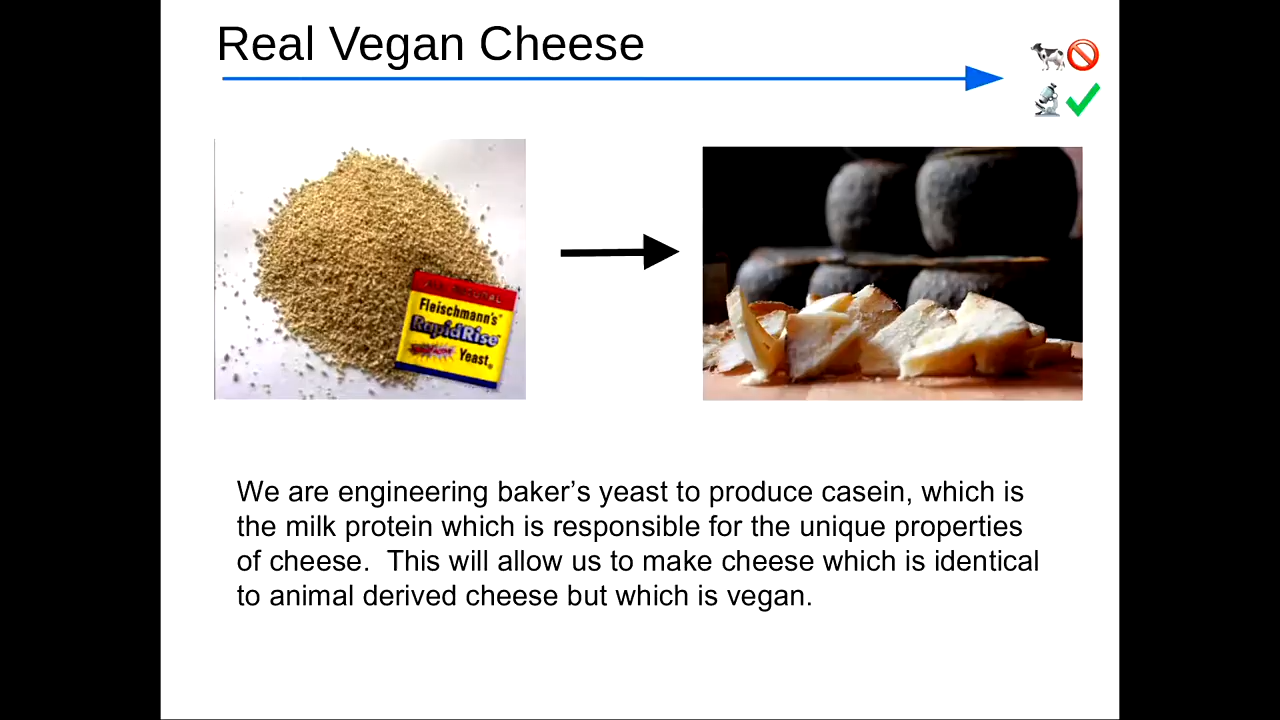 Real Vegan Cheese
ALL NATURAL
Fleischmann's
RapidRise
Yeast
We are engineering baker’s yeast to produce casein, which is
the milk protein which is responsible for the unique properties
of cheese.  This will allow us to make cheese which is identical
to animal derived cheese but which is vegan.